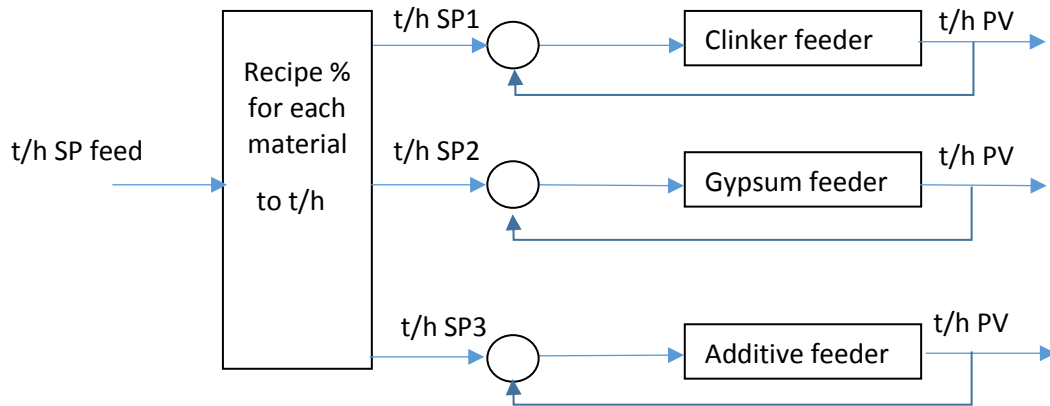 t/h SP feed
Recipe %
for each
material
to t/h
t/h SP1
Clinker feeder
t/h PV
t/h SP2
Gypsum feeder
t/h PV
t/h SP3
Additive feeder
t/h PV